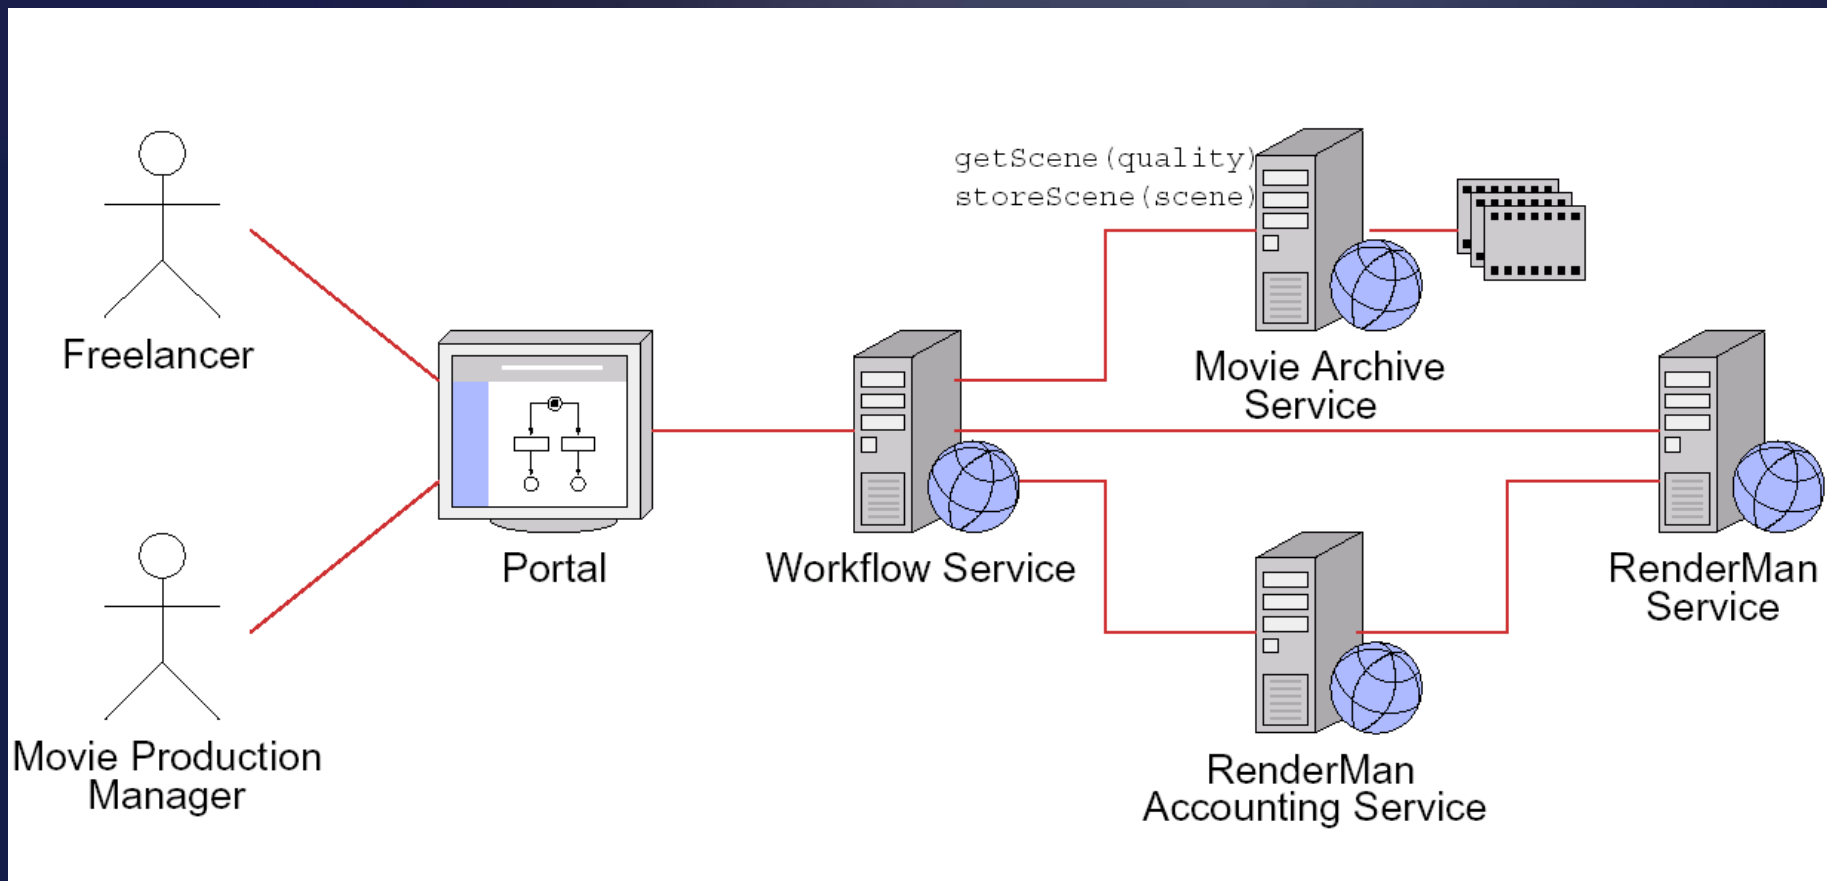 getScene(quality)
storeScene(scene)
Freelancer
Movie Archive
Service
Portal
Workflow Service
RenderMan
Service
Movie Production
Manager
RenderMan
Accounting Service